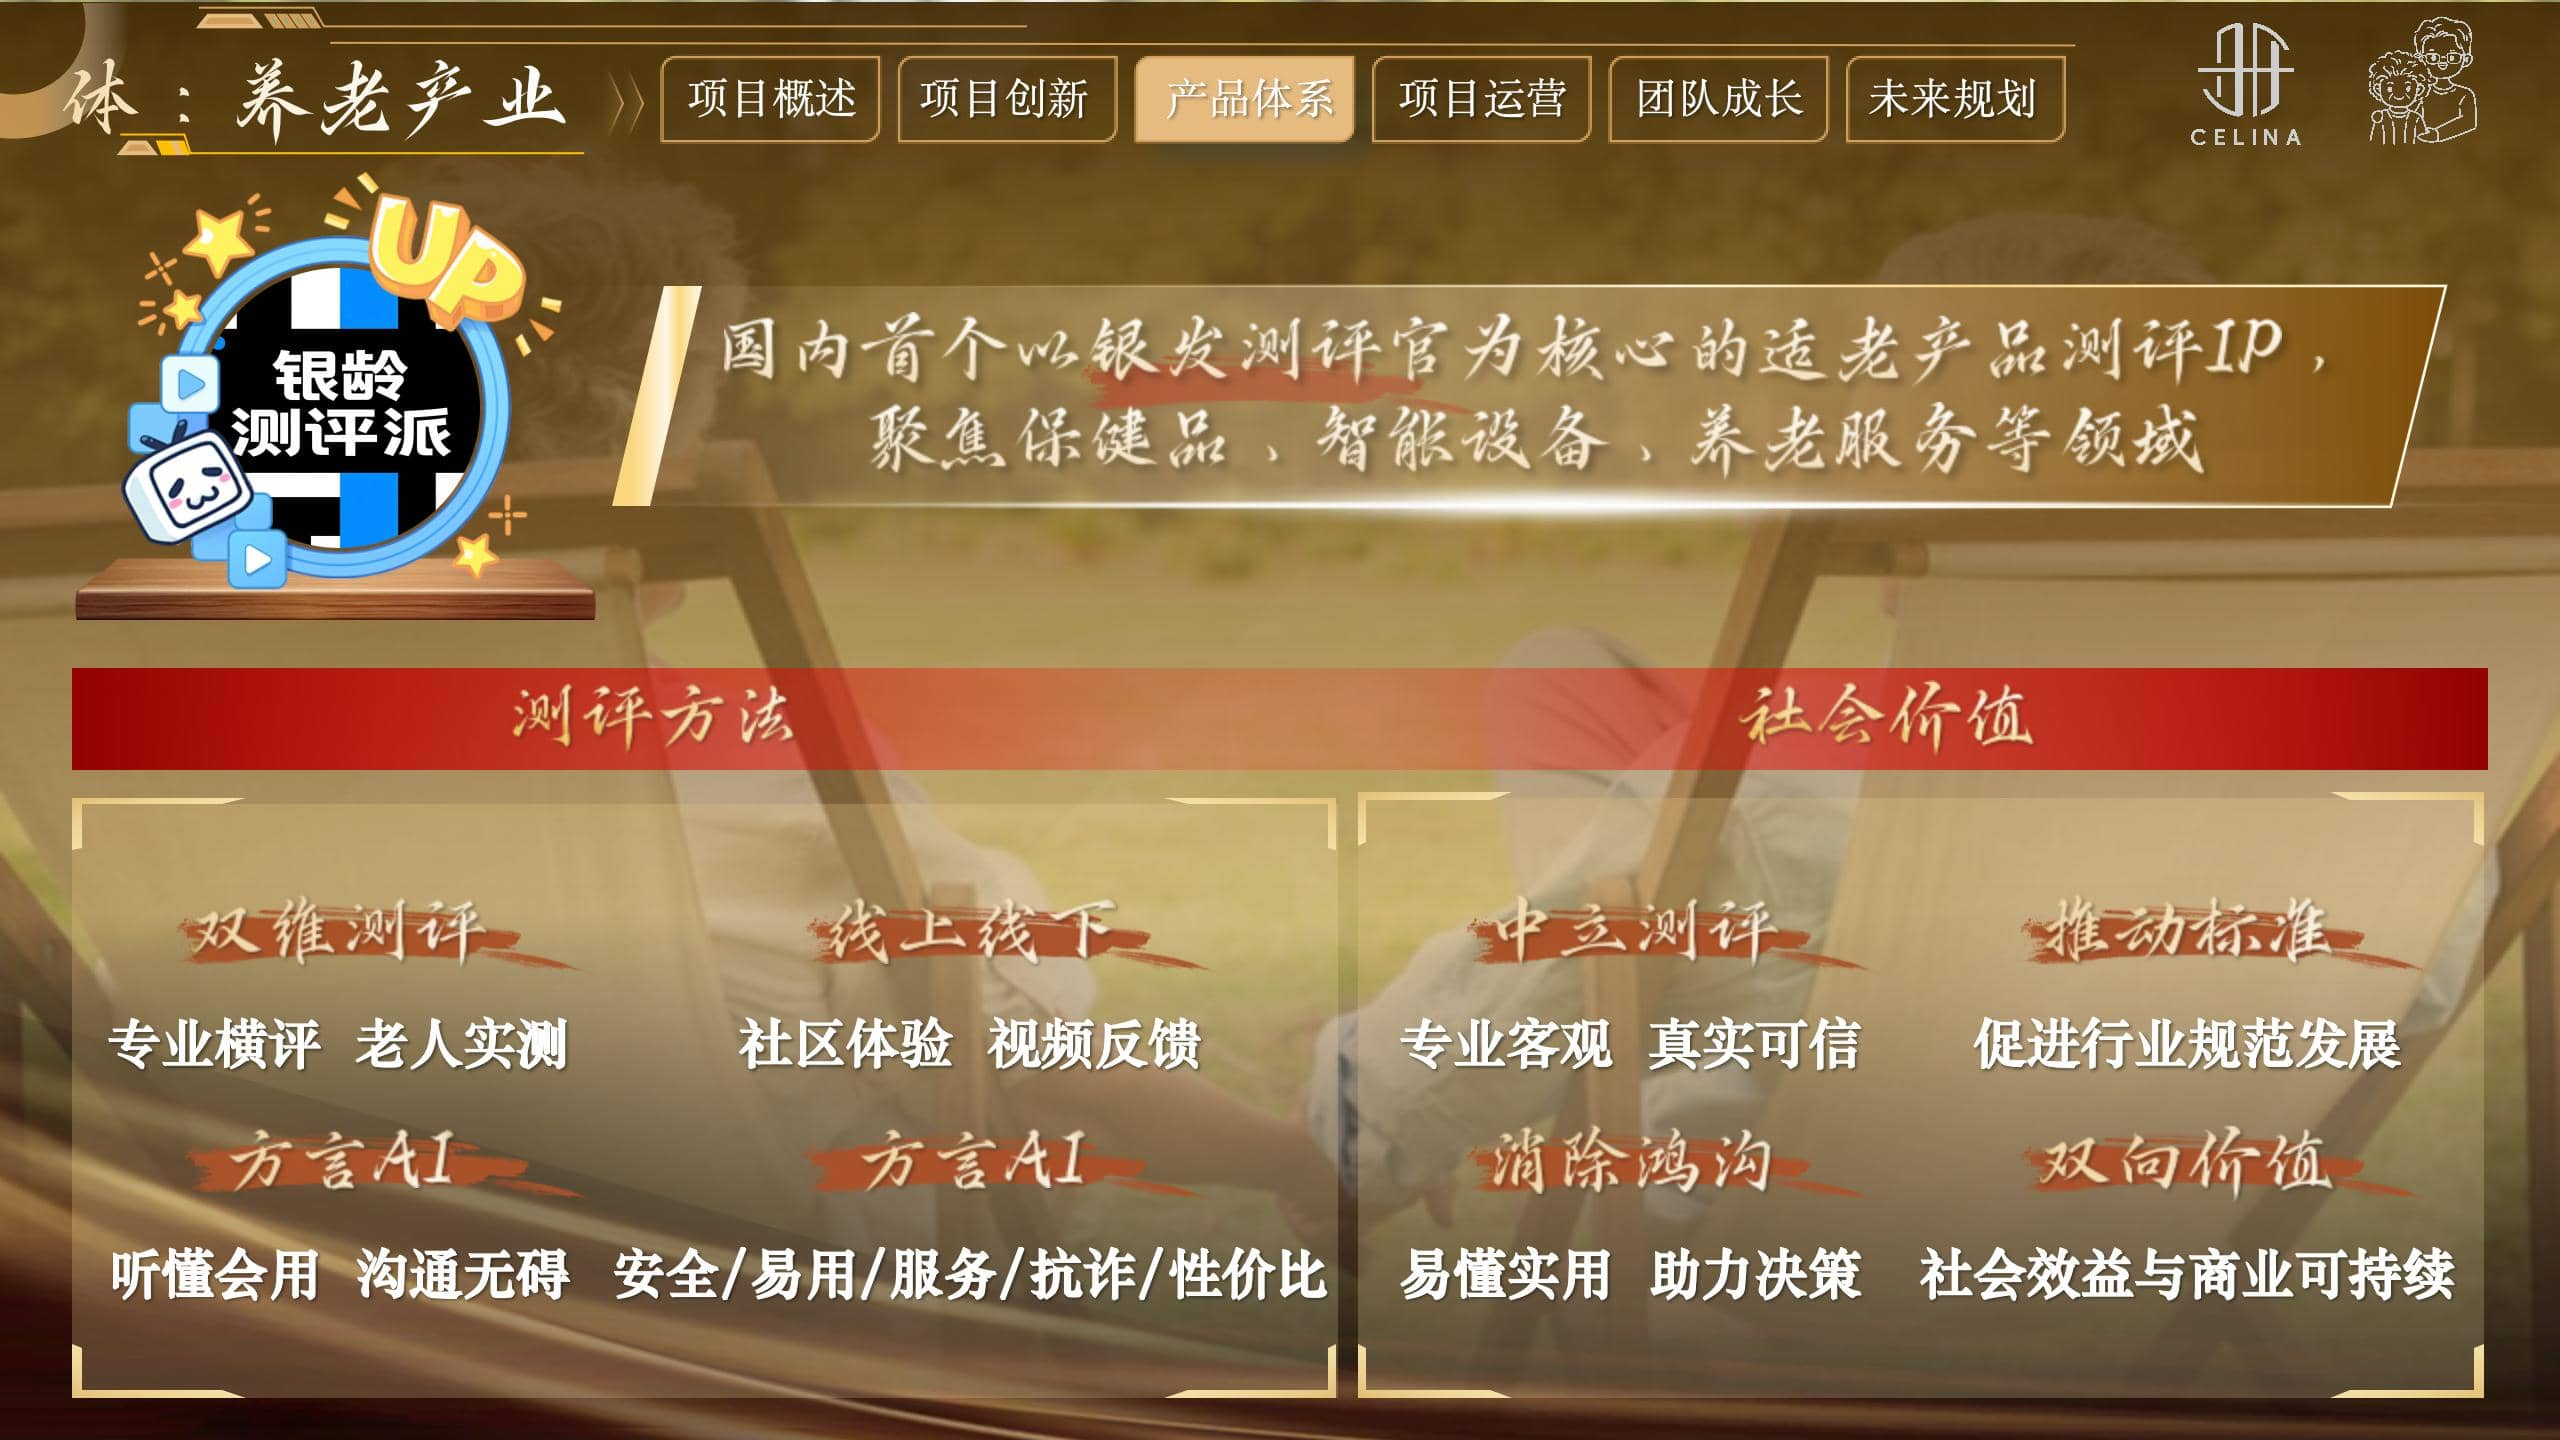 体：养老产业
项目概述
项目创新
产品体系
项目运营
团队成长
未来规划
CELINA
UP
银龄
测评派
国内首个以银发测评官为核心的适老产品测评IP，
聚焦保健品、智能设备、养老服务等领域
测评方法
社会价值
双维测评
线上线下
专业横评 老人实测
社区体验 视频反馈
方言AI
方言AI
听懂会用 沟通无碍
安全/易用/服务/抗诈/性价比
中立测评
推动标准
专业客观 真实可信
促进行业规范发展
消除鸿沟
双向价值
易懂实用 助力决策
社会效益与商业可持续